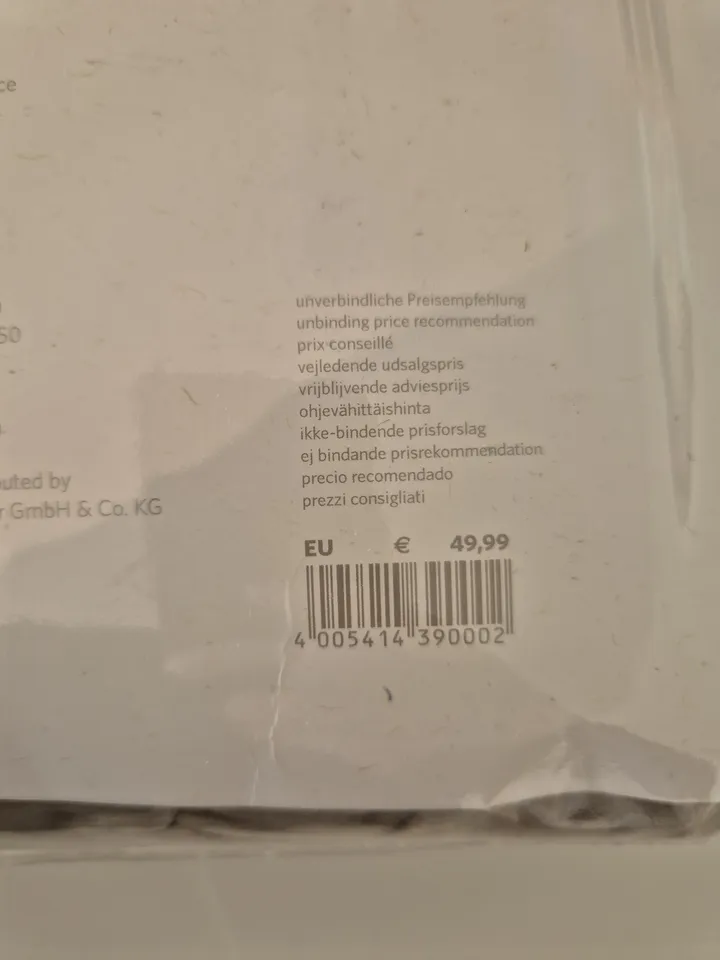 ce
50
uted by
r GmbH & Co. KG
unverbindliche Preisempfehlung
unbinding price recommendation
prix conseillé
vejledende udsalgspris
vrijblijvende adviesprijs
ohjevähittäishinta
ikke-bindende prisforslag
ej bindande prisrekommendation
precio recomendado
prezzi consigliati
EU € 49,99
4 005414 390002